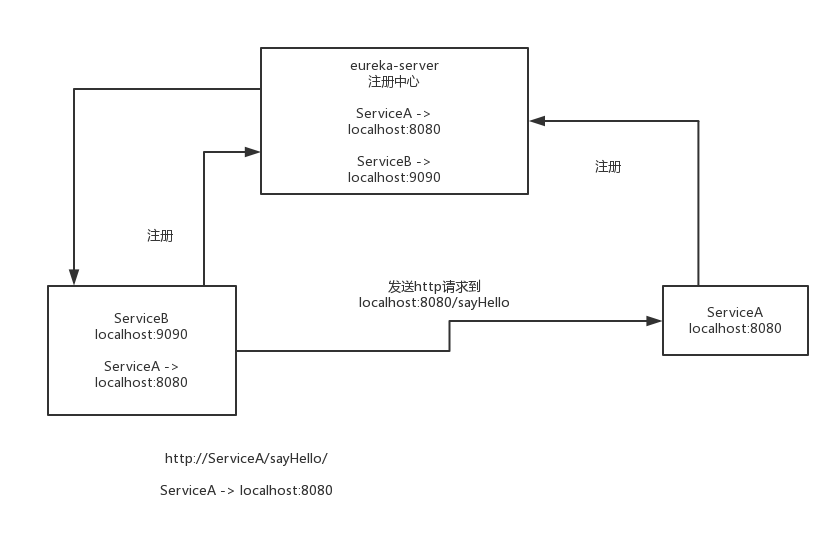 eureka-server
注册中心
ServiceA ->
localhost:8080
ServiceB ->
localhost:9090
注册
注册
发送http请求到
localhost:8080/sayHello
ServiceB
localhost:9090
ServiceA ->
localhost:8080
ServiceA
localhost:8080
http://ServiceA/sayHello/
ServiceA -> localhost:8080